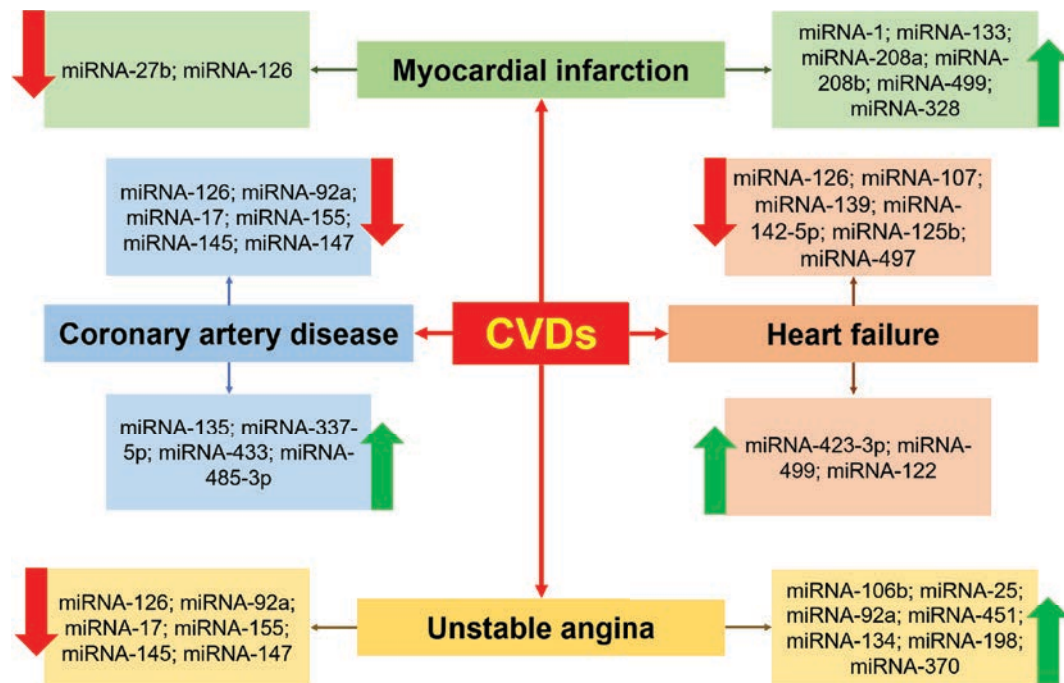 miRNA-27b; miRNA-126
Myocardial infarction
miRNA-1; miRNA-133;
miRNA-208a; miRNA-
208b; miRNA-499;
miRNA-328
miRNA-126; miRNA-92a;
miRNA-17; miRNA-155;
miRNA-145; miRNA-147
miRNA-126; miRNA-107;
miRNA-139; miRNA-
142-5p; miRNA-125b;
miRNA-497
Coronary artery disease
CVDs
Heart failure
miRNA-135; miRNA-337-
5p; miRNA-433; miRNA-
485-3p
miRNA-423-3p; miRNA-
499; miRNA-122
miRNA-126; miRNA-92a;
miRNA-17; miRNA-155;
miRNA-145; miRNA-147
Unstable angina
miRNA-106b; miRNA-25;
miRNA-92a; miRNA-451;
miRNA-134; miRNA-198;
miRNA-370